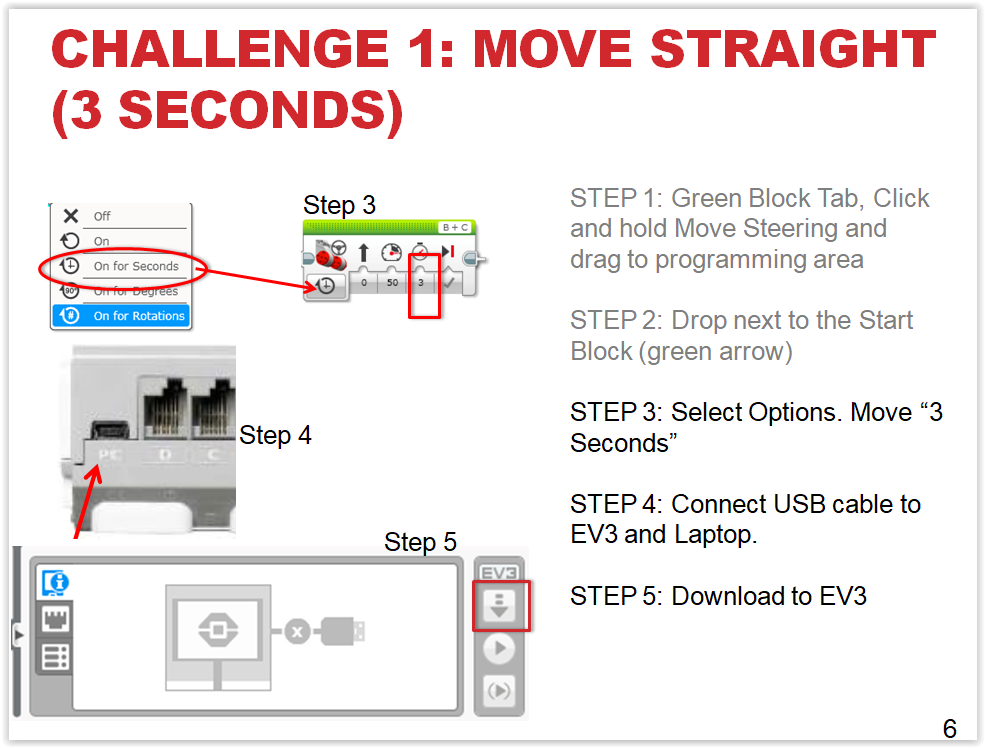 CHALLENGE 1: MOVE STRAIGHT
(3 SECONDS)
Off
On
On for Seconds
On for Degrees
On for Rotations
90°
#
Step 3
B + C
0 50 3
STEP 1: Green Block Tab, Click
and hold Move Steering and
drag to programming area
STEP 2: Drop next to the Start
Block (green arrow)
STEP 3: Select Options. Move “3
Seconds”
STEP 4: Connect USB cable to
EV3 and Laptop.
STEP 5: Download to EV3
PC D C
Step 4
Step 5
EV3
6